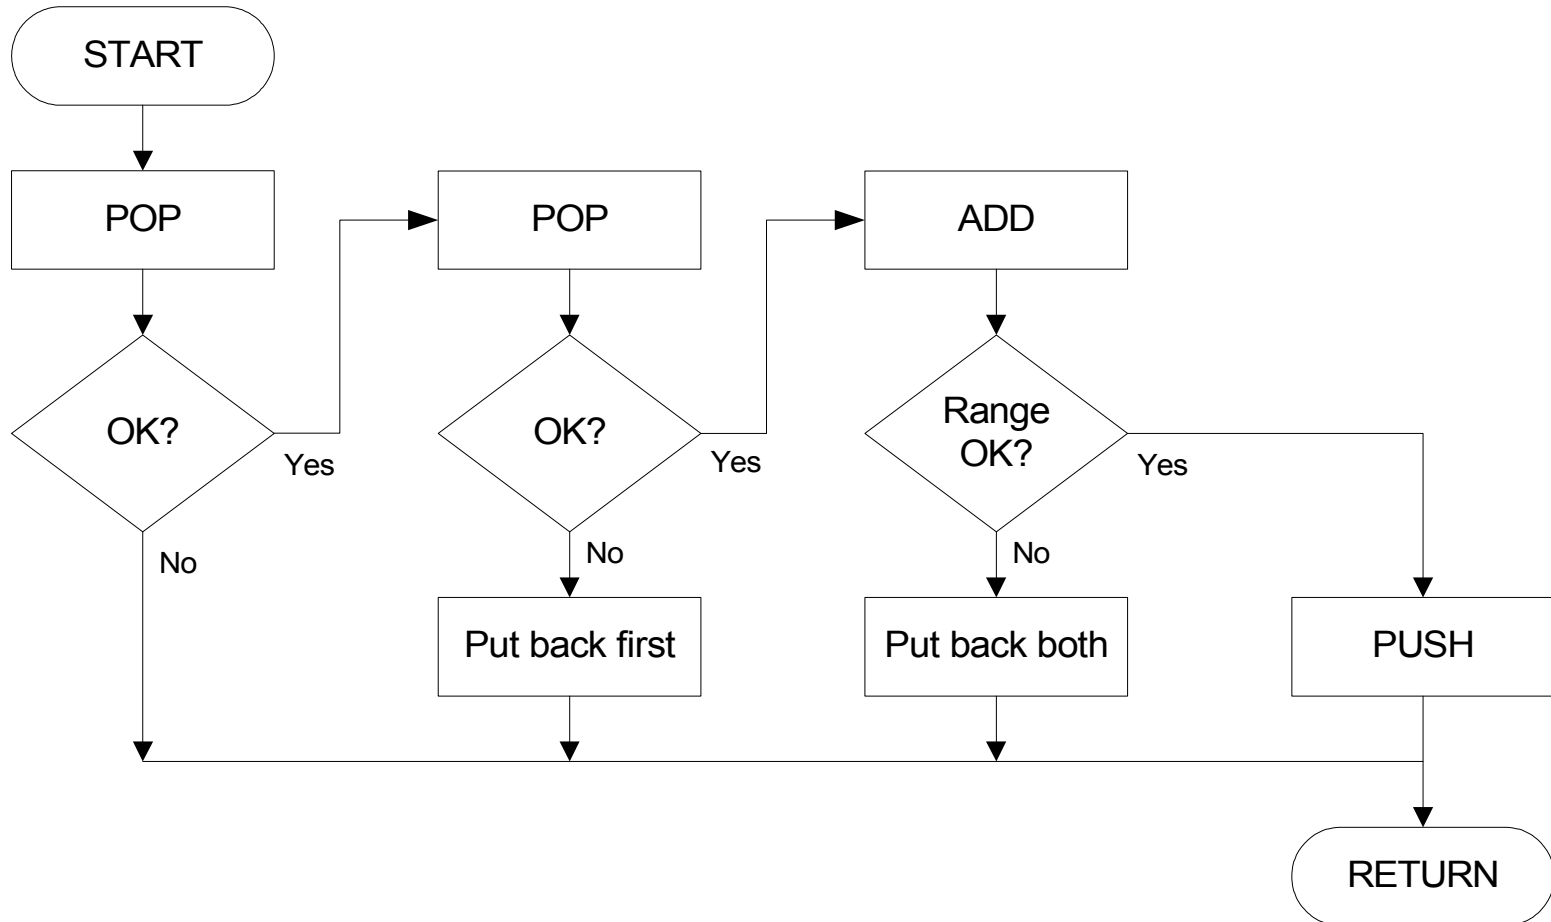 START
POP
POP
ADD
OK?
Yes
OK?
Yes
Range
OK?
Yes
No
No
No
Put back first
Put back both
PUSH
RETURN